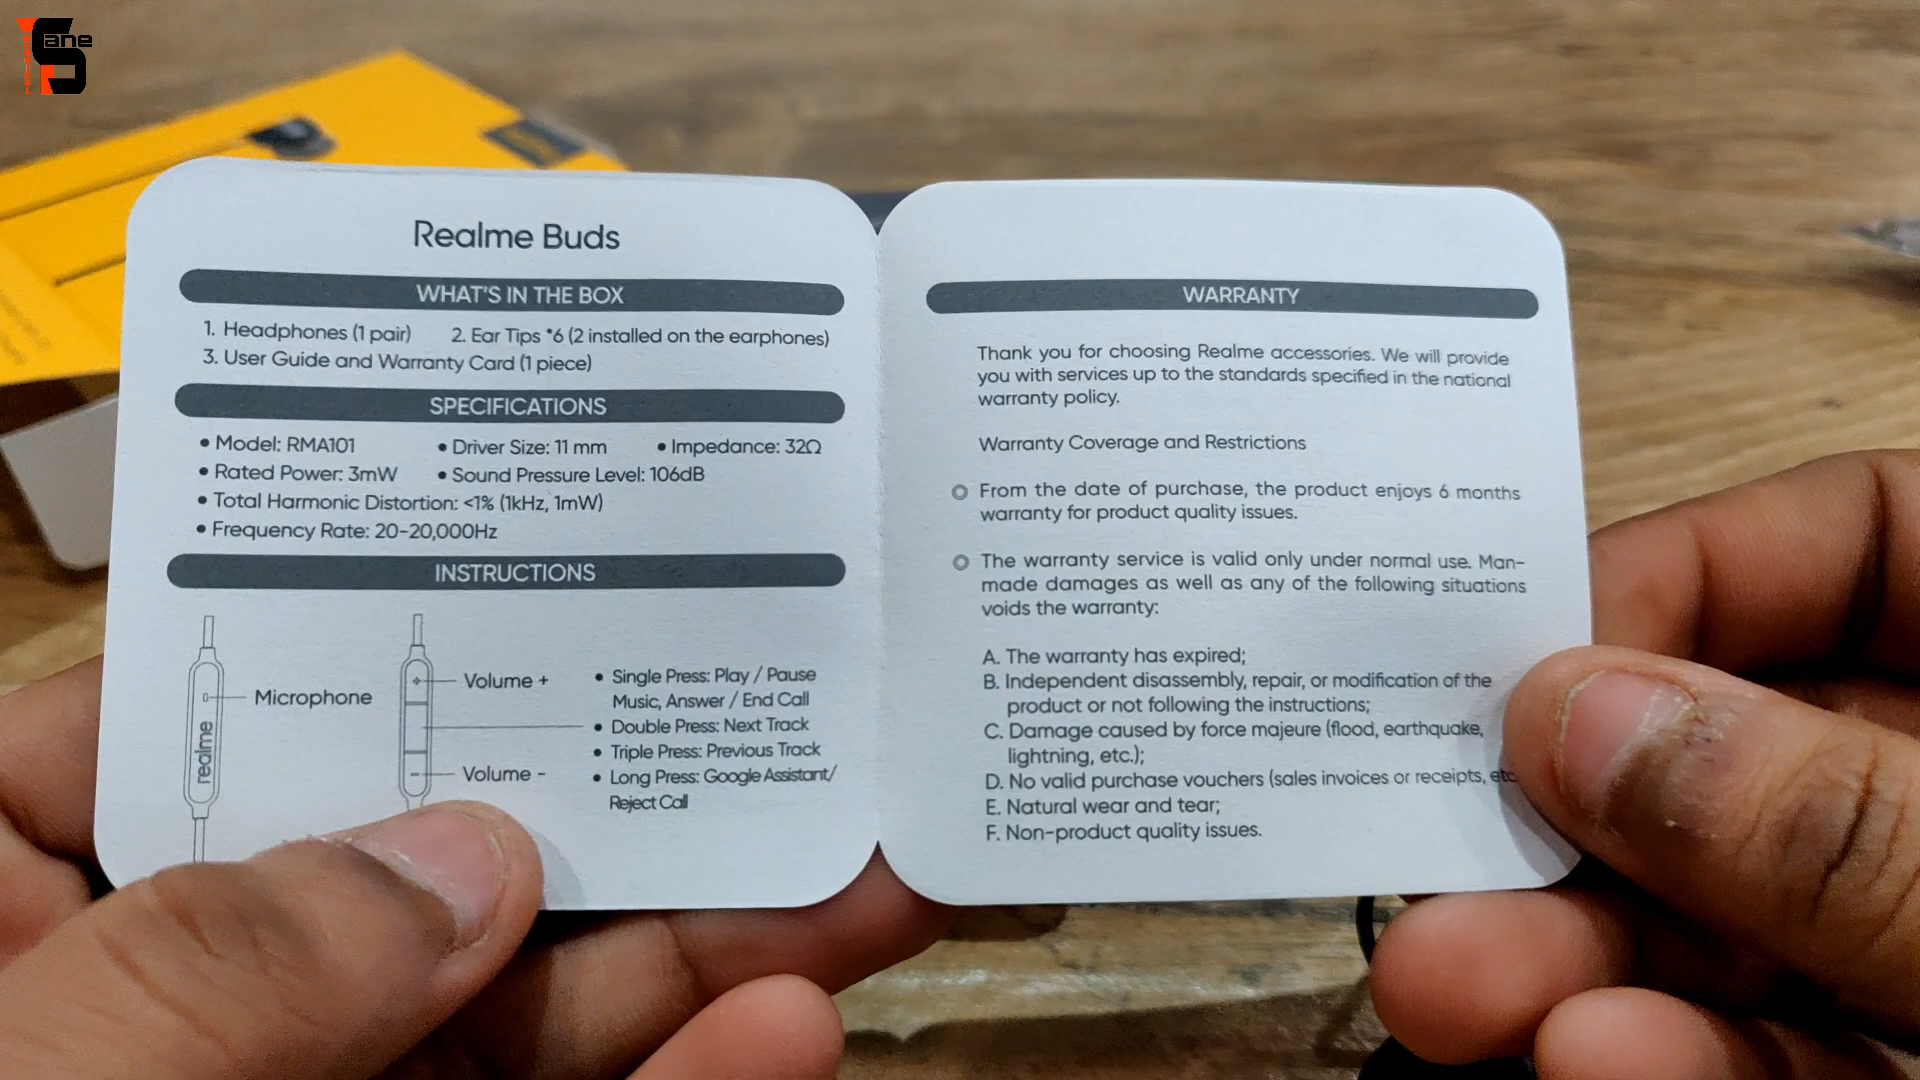 ane
Realme Buds
WHAT'S IN THE BOX
1. Headphones (1 pair) 2. Ear Tips *6 (2 installed on the earphones)
3. User Guide and Warranty Card (1 piece)
SPECIFICATIONS
• Model: RMA101 • Driver Size: 11 mm • Impedance: 32Ω
• Rated Power: 3mW • Sound Pressure Level: 106dB
• Total Harmonic Distortion: <1% (1kHz, 1mW)
• Frequency Rate: 20-20,000Hz
INSTRUCTIONS
Microphone
realme
Volume +
Volume -
• Single Press: Play / Pause
Music, Answer / End Call
• Double Press: Next Track
• Triple Press: Previous Track
• Long Press: Google Assistant/
Reject Call
WARRANTY
Thank you for choosing Realme accessories. We will provide
you with services up to the standards specified in the national
warranty policy.
Warranty Coverage and Restrictions
From the date of purchase, the product enjoys 6 months
warranty for product quality issues.
The warranty service is valid only under normal use. Man-
made damages as well as any of the following situations
voids the warranty:
A. The warranty has expired;
B. Independent disassembly, repair, or modification of the
product or not following the instructions;
C. Damage caused by force majeure (flood, earthquake,
lightning, etc.);
D. No valid purchase vouchers (sales invoices or receipts, etc
E. Natural wear and tear;
F. Non-product quality issues.